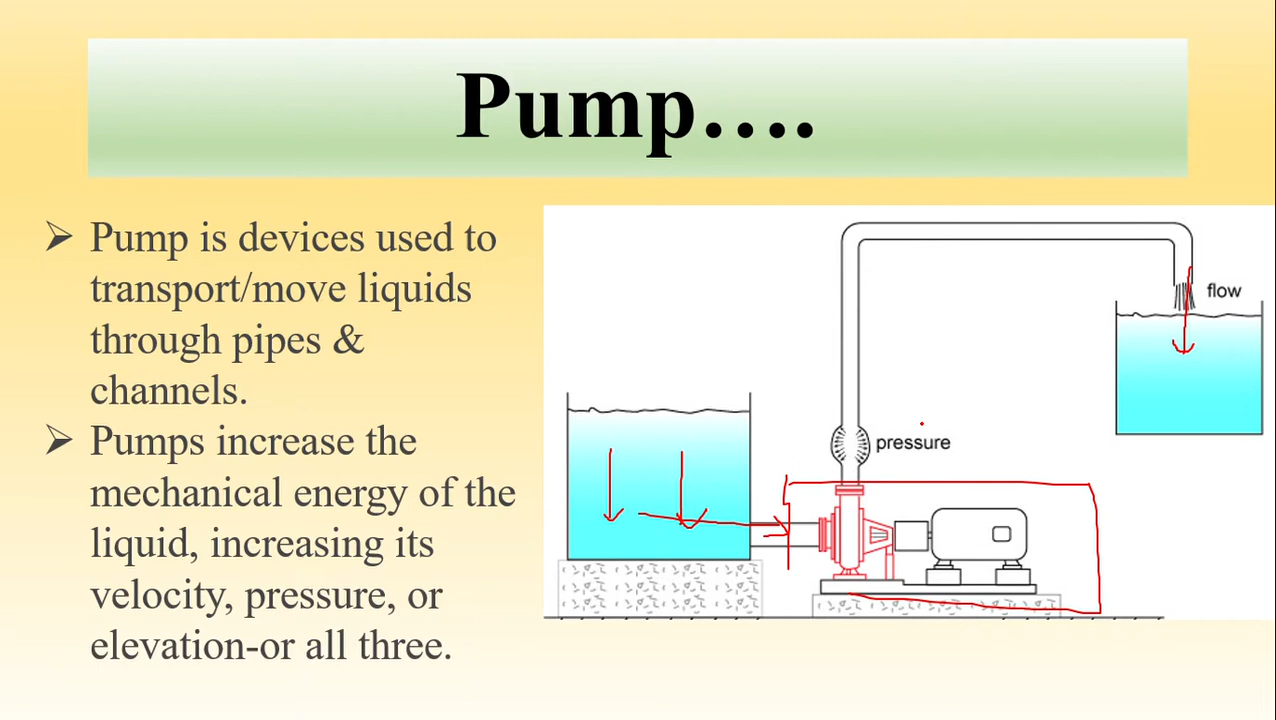 Pump….
➢ Pump is devices used to
transport/move liquids
through pipes &
channels.
➢ Pumps increase the
mechanical energy of the
liquid, increasing its
velocity, pressure, or
elevation-or all three.
flow
pressure